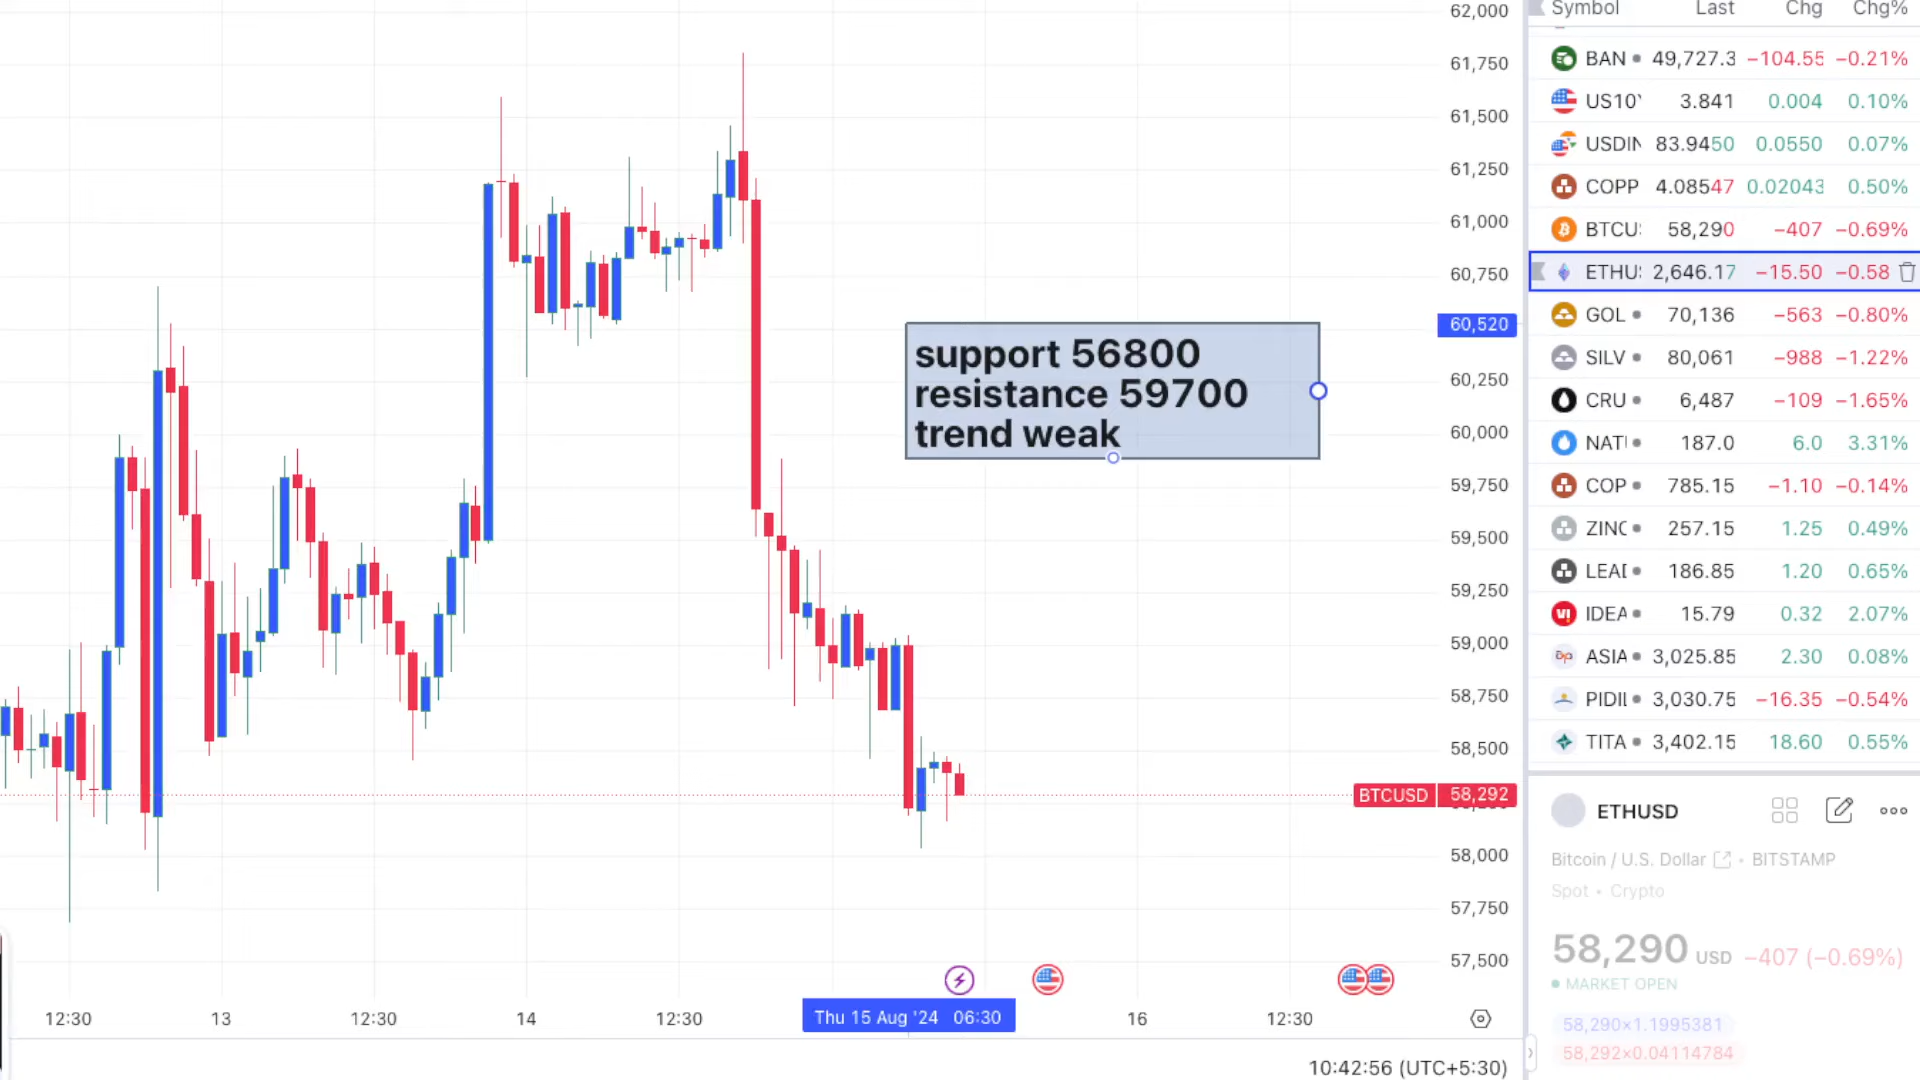 62,000
61,750
61,500
61,250
61,000
60,750
60,520
60,250
60,000
59,750
59,500
59,250
59,000
58,750
58,500
BTCUSD 58,292
58,000
57,750
57,500
support 56800
resistance 59700
trend weak
12:30 13 12:30 14 12:30 Thu 15 Aug '24 06:30 16 12:30
10:42:56 (UTC+5:30)
Symbol Last Chg Chg%
BAN 49,727.3 −104.55 −0.21%
US10Y 3.841 0.004 0.10%
USDIN 83.9450 0.0550 0.07%
COPP 4.08547 0.02043 0.50%
BTCU 58,290 −407 −0.69%
ETHU 2,646.17 −15.50 −0.58
GOL 70,136 −563 −0.80%
SILV 80,061 −988 −1.22%
CRU 6,487 −109 −1.65%
NAT 187.0 6.0 3.31%
COP 785.15 −1.10 −0.14%
ZINC 257.15 1.25 0.49%
LEAD 186.85 1.20 0.65%
IDEA 15.79 0.32 2.07%
ASIA 3,025.85 2.30 0.08%
PIDIL 3,030.75 −16.35 −0.54%
TITA 3,402.15 18.60 0.55%
ETHUSD
Bitcoin / U.S. Dollar • BITSTAMP
Spot • Crypto
58,290 USD −407 (−0.69%)
MARKET OPEN
58,290×1.1995381
58,292×0.04114784